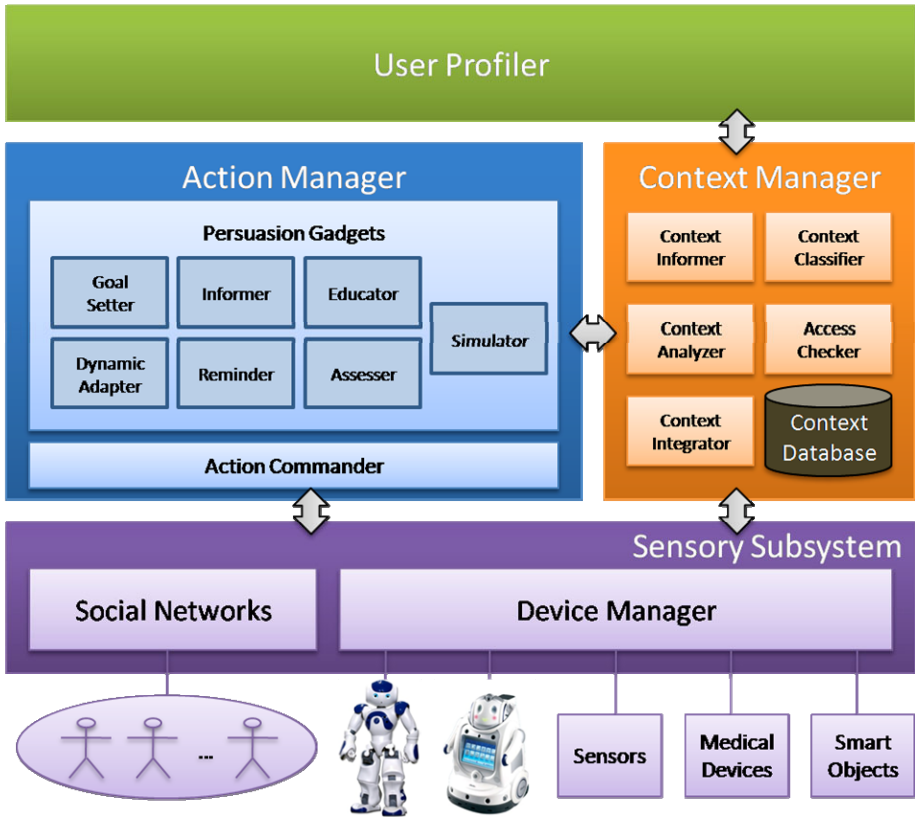 User Profiler
Action Manager
Persuasion Gadgets
Goal
Setter
Informer
Educator
Simulator
Dynamic
Adapter
Reminder
Assesser
Action Commander
Context Manager
Context
Informer
Context
Classifier
Context
Analyzer
Access
Checker
Context
Integrator
Context
Database
Sensory Subsystem
Social Networks
Device Manager
...
Sensors
Medical
Devices
Smart
Objects